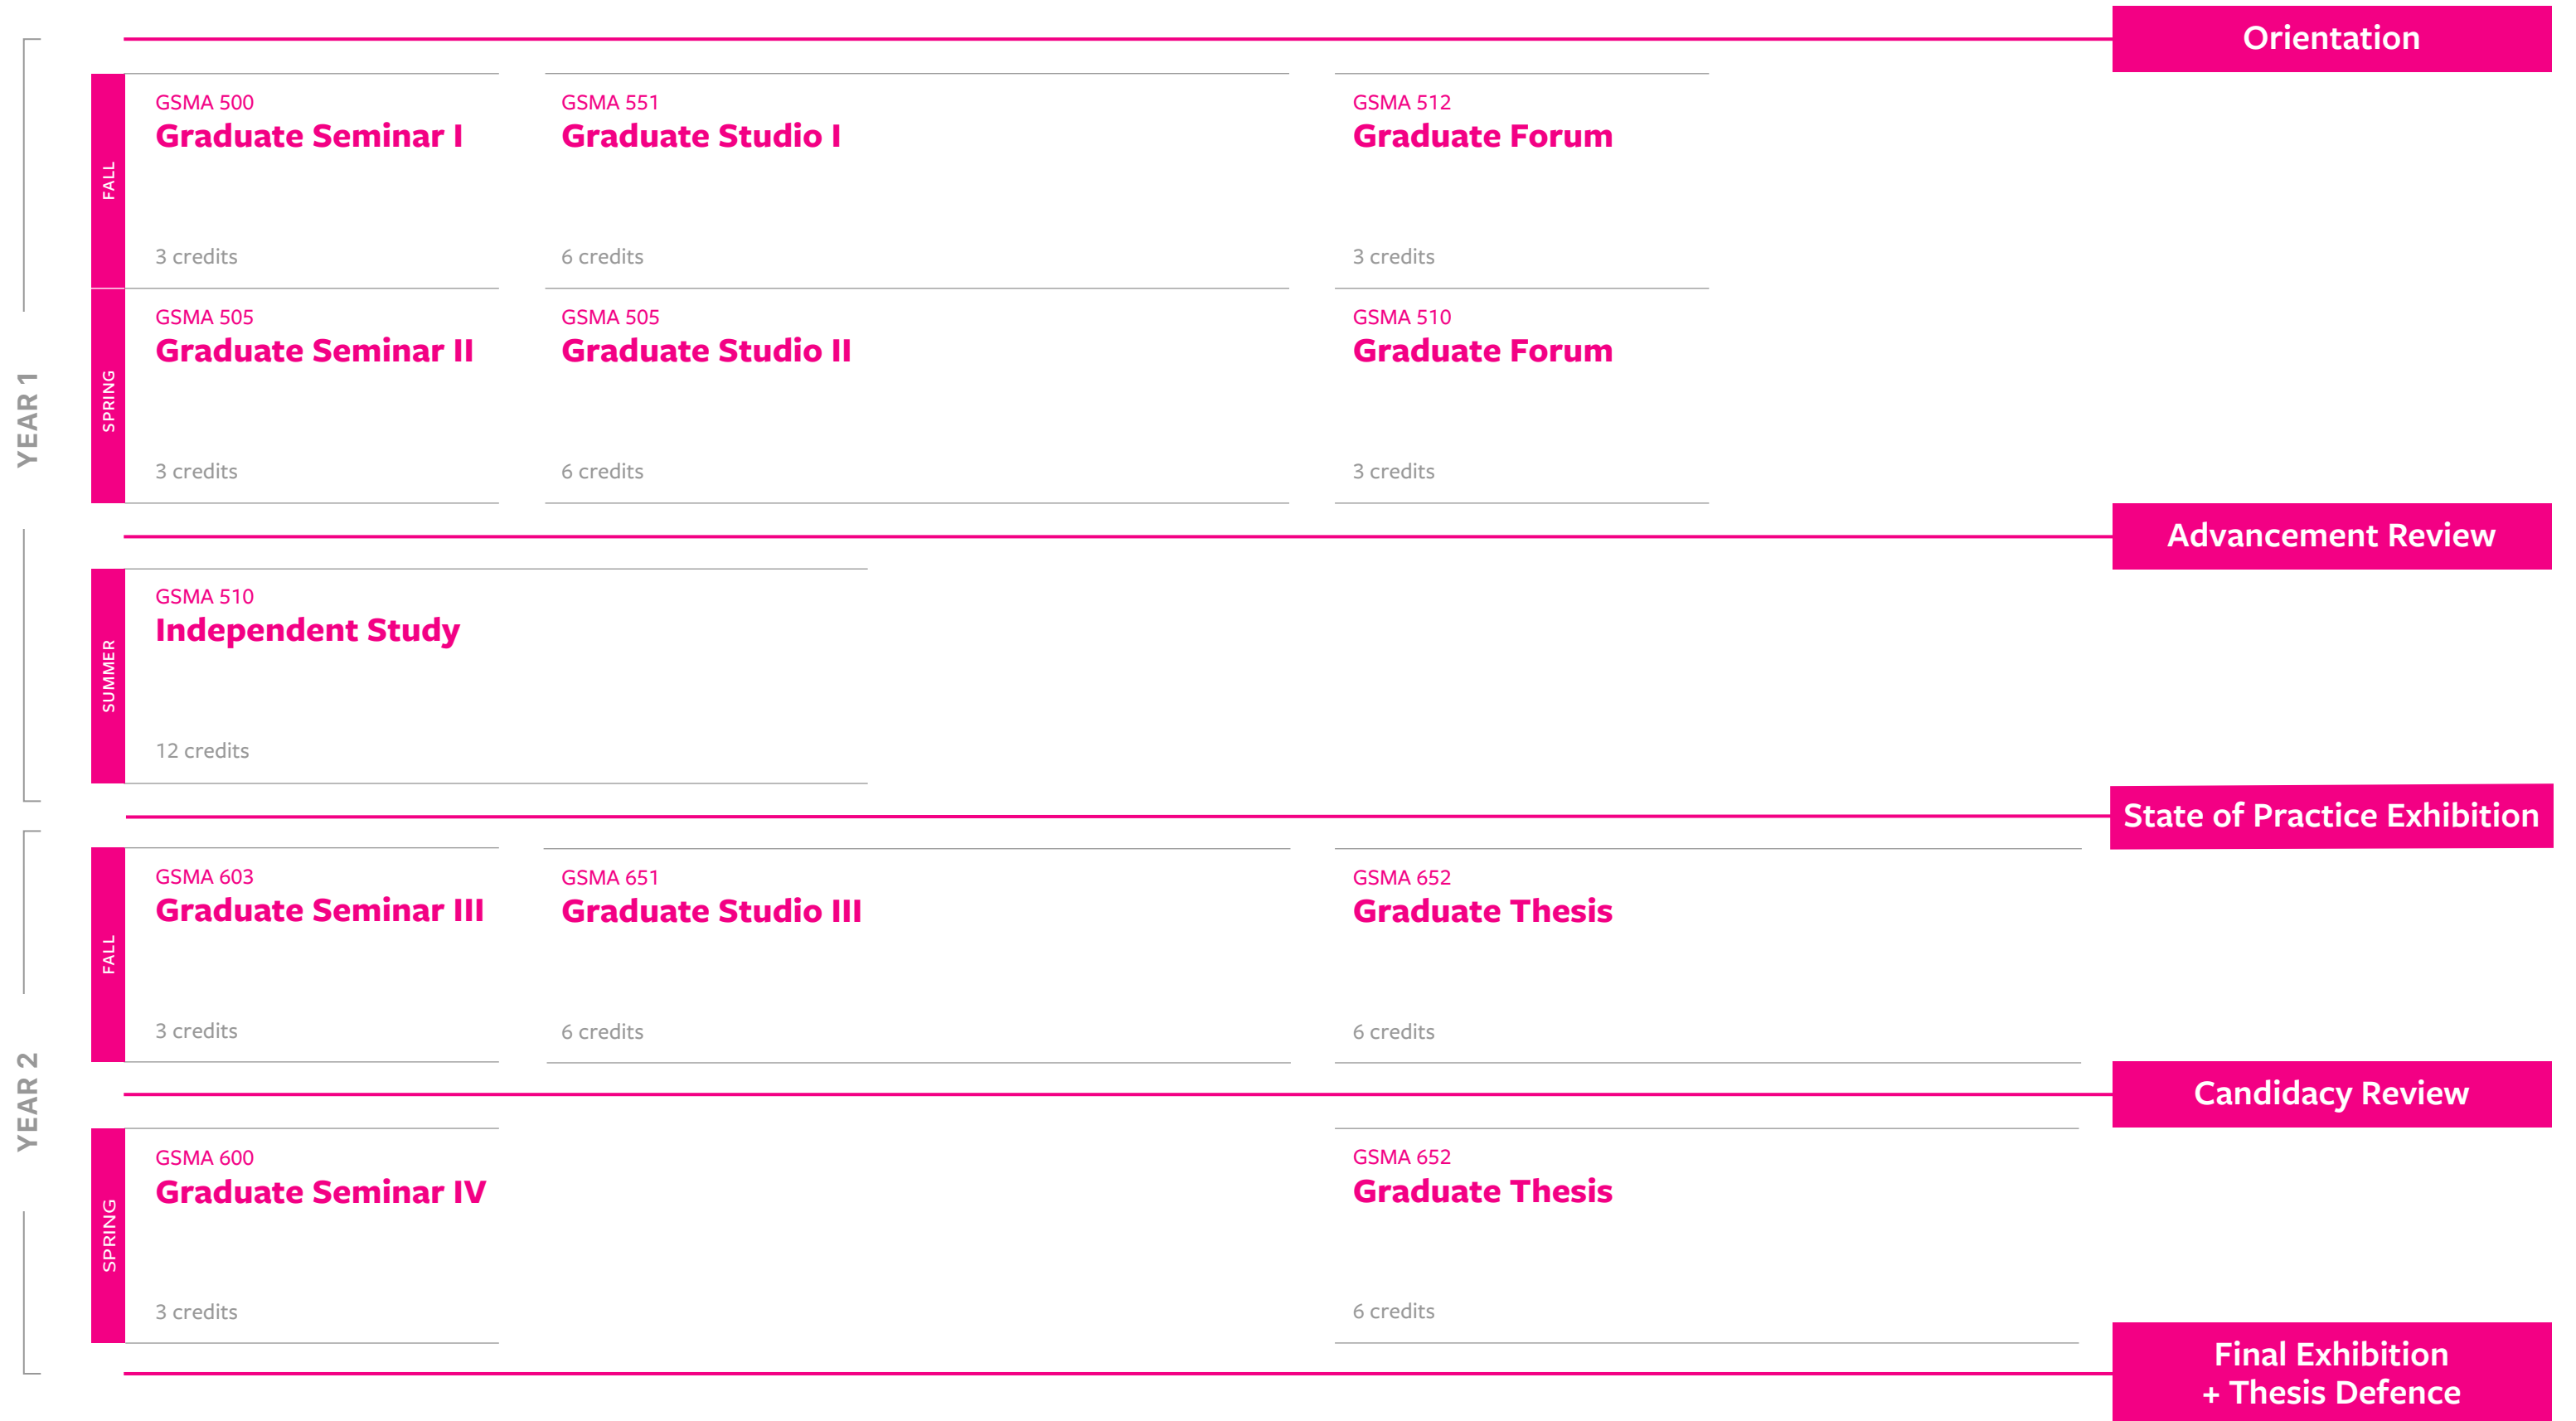 Orientation
YEAR 1
FALL
GSMA 500
Graduate Seminar I
3 credits
GSMA 551
Graduate Studio I
6 credits
GSMA 512
Graduate Forum
3 credits
SPRING
GSMA 505
Graduate Seminar II
3 credits
GSMA 505
Graduate Studio II
6 credits
GSMA 510
Graduate Forum
3 credits
Advancement Review
SUMMER
GSMA 510
Independent Study
12 credits
State of Practice Exhibition
YEAR 2
FALL
GSMA 603
Graduate Seminar III
3 credits
GSMA 651
Graduate Studio III
6 credits
GSMA 652
Graduate Thesis
6 credits
Candidacy Review
SPRING
GSMA 600
Graduate Seminar IV
3 credits
GSMA 652
Graduate Thesis
6 credits
Final Exhibition
+ Thesis Defence